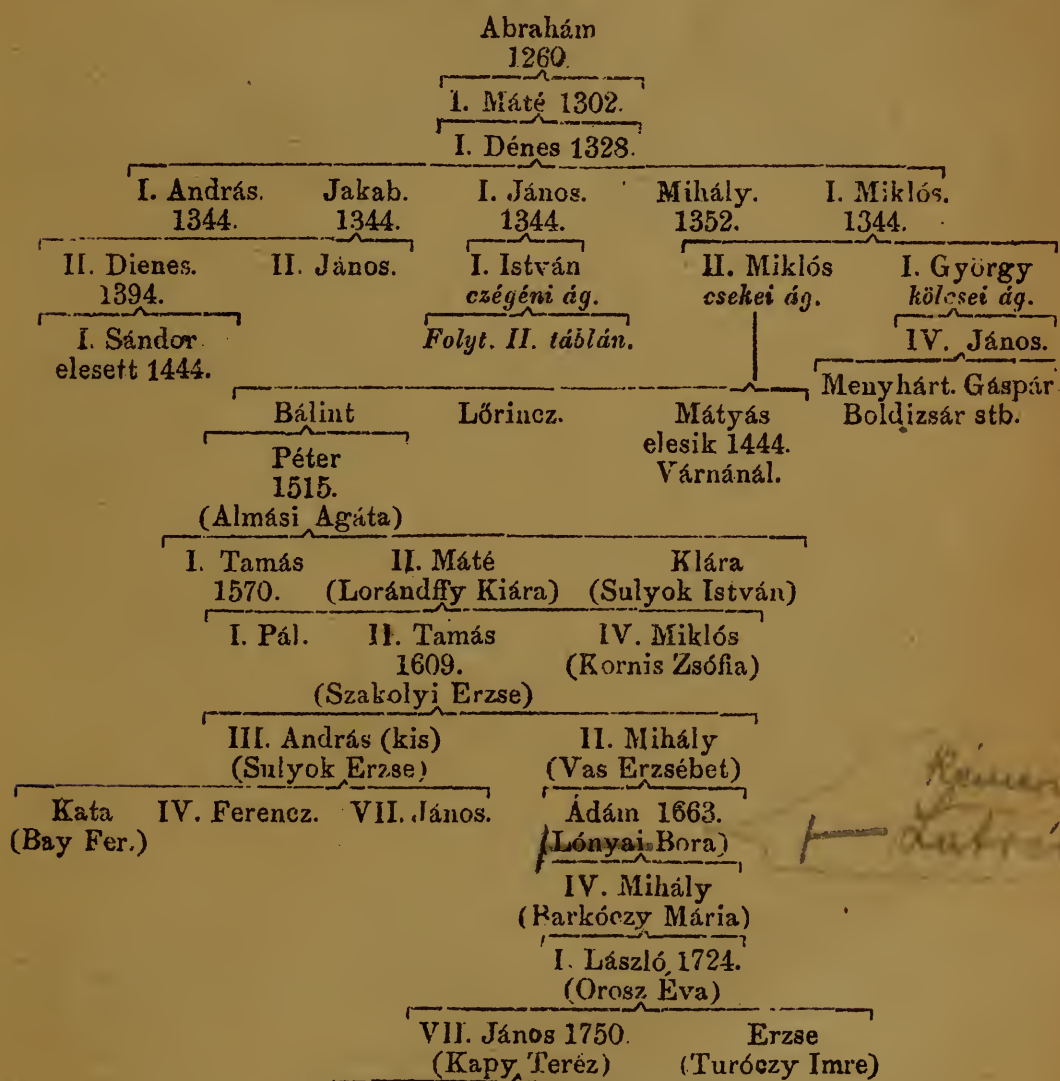 Abrahám
1260.
I. Máté 1302.
I. Dénes 1328.
I. András. Jakab. I. János. Mihály. I. Miklós.
1344. 1344. 1344. 1352. 1344.
II. Dienes. II. János. I. István II. Miklós I. György
1394. czégéni ág. csekei ág. kölcsei ág.
I. Sándor Folyt. II. táblán. IV. János.
elesett 1444. Menyhárt. Gáspár
Bálint Lőrincz. Mátyás Boldizsár stb.
Péter elesik 1444.
1515. Várnánál.
(Almási Agáta)
I. Tamás II. Máté Klára
1570. (Lorándffy Kiára) (Sulyok István)
I. Pál. II. Tamás IV. Miklós
1609. (Kornis Zsófia)
(Szakolyi Erzse)
III. András (kis) II. Mihály
(Sulyok Erzse) (Vas Erzsébet)
Kata IV. Ferencz. VII. János. Ádám 1663.
(Bay Fer.) (Lónyai Bora)
IV. Mihály
(Barkóczy Mária)
I. László 1724.
(Orosz Éva)
VII. János 1750. Erzse
(Kapy Teréz) (Turóczy Imre)